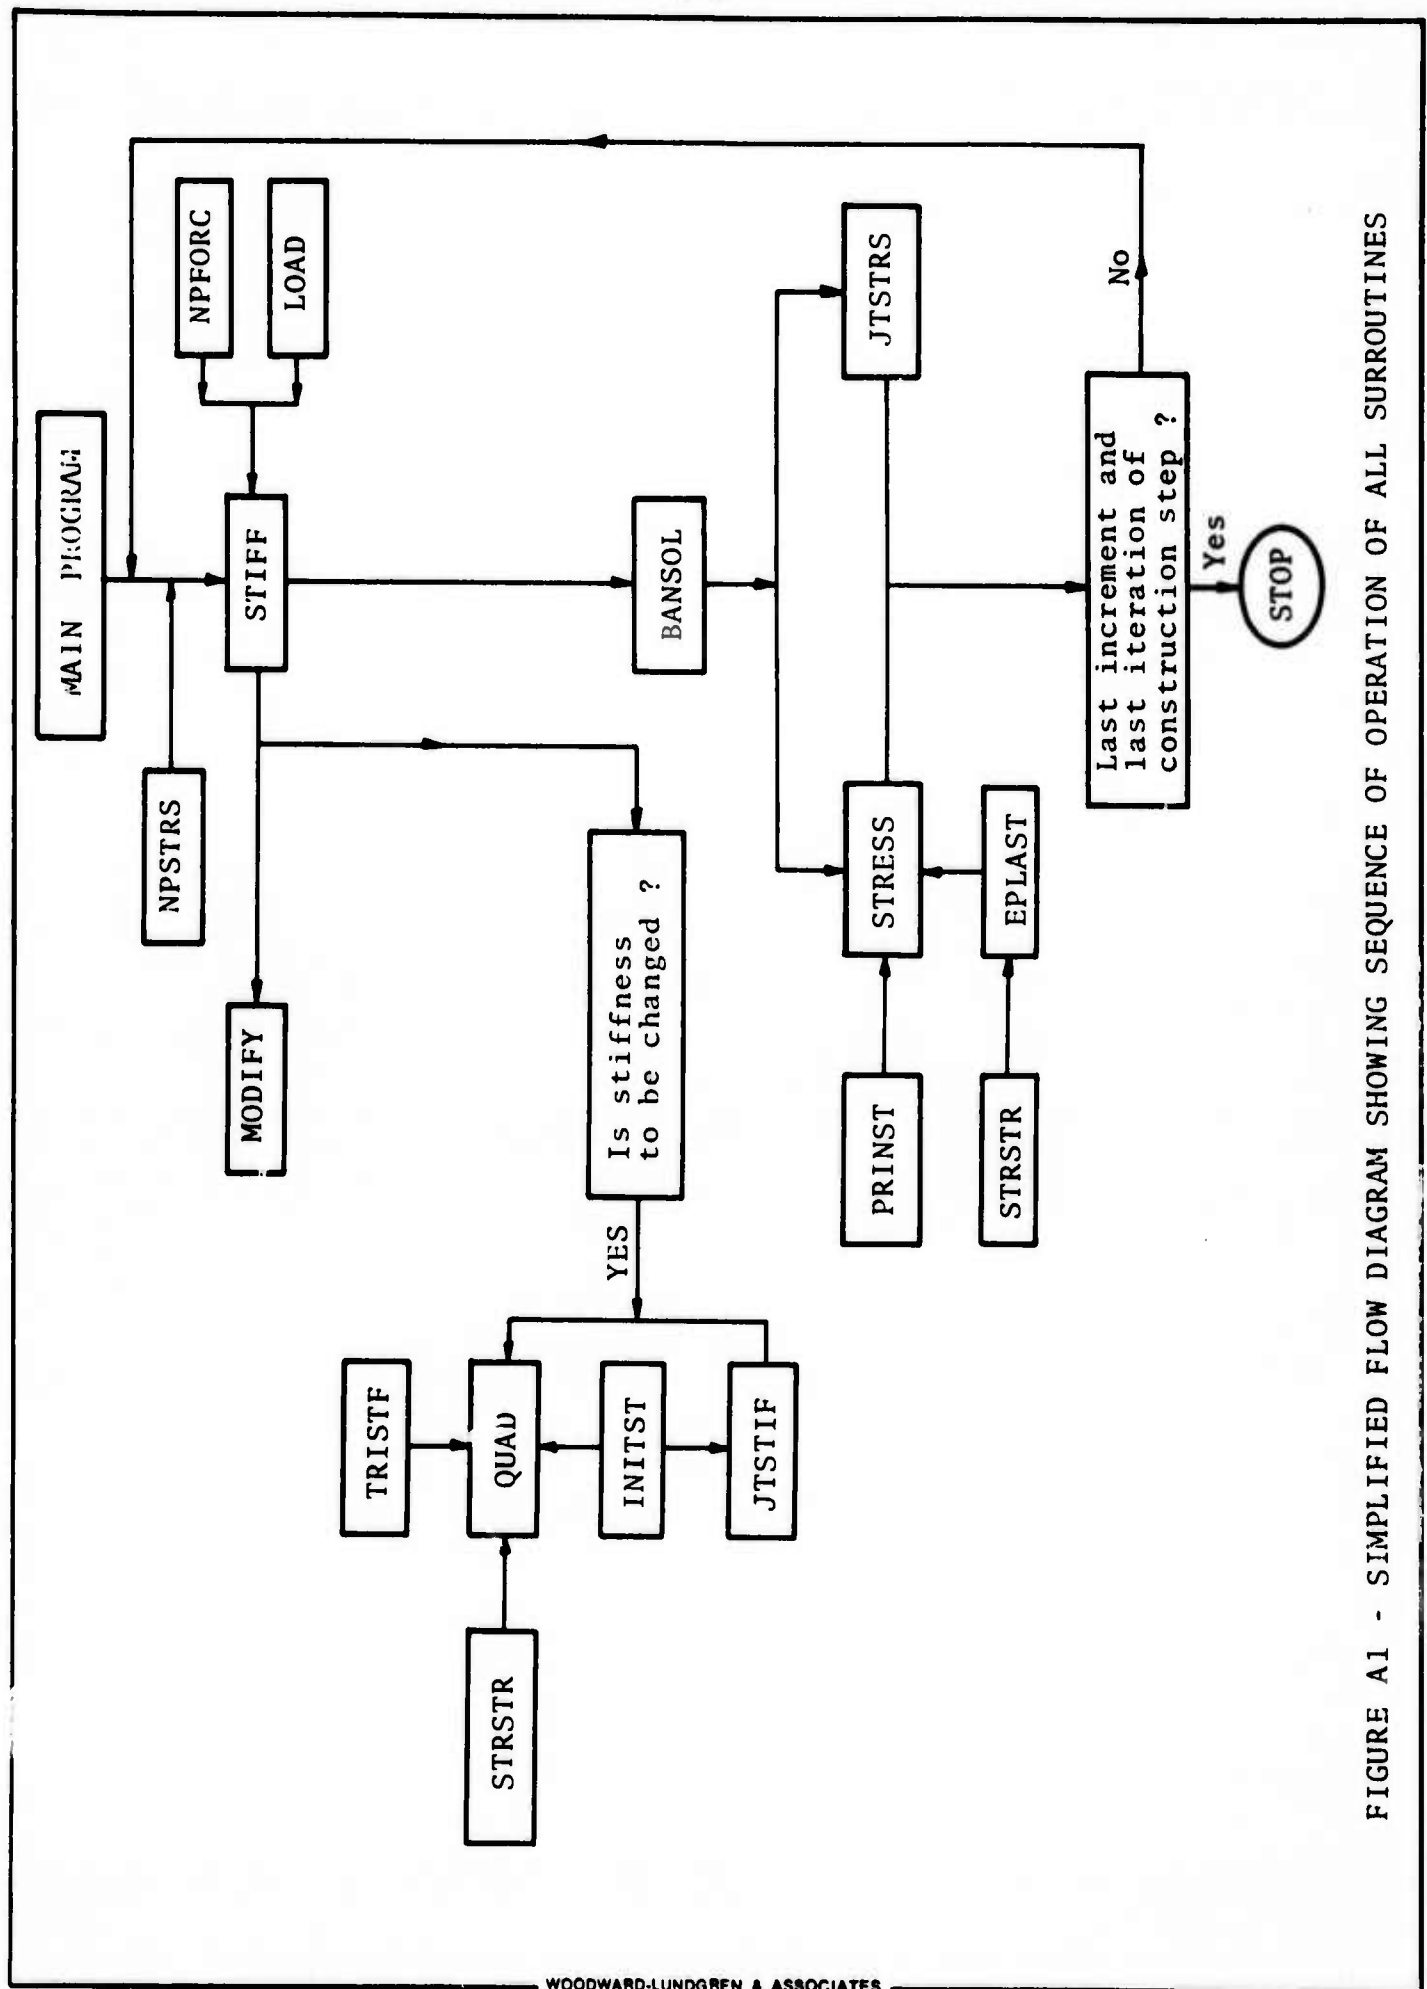 MAIN PROGRAM
NPSTRS
NPFORC
LOAD
STIFF
MODIFY
TRISTF
STRSTR
QUAD
INITST
JTSTIF
YES
Is stiffness
to be changed ?
BANSOL
PRINST
STRESS
JTSTRS
STRSTR
EPLAST
Last increment and
last iteration of
construction step ?
No
Yes
STOP
FIGURE A1 - SIMPLIFIED FLOW DIAGRAM SHOWING SEQUENCE OF OPERATION OF ALL SURROUTINES
WOODWARD-LUNDGREN & ASSOCIATES